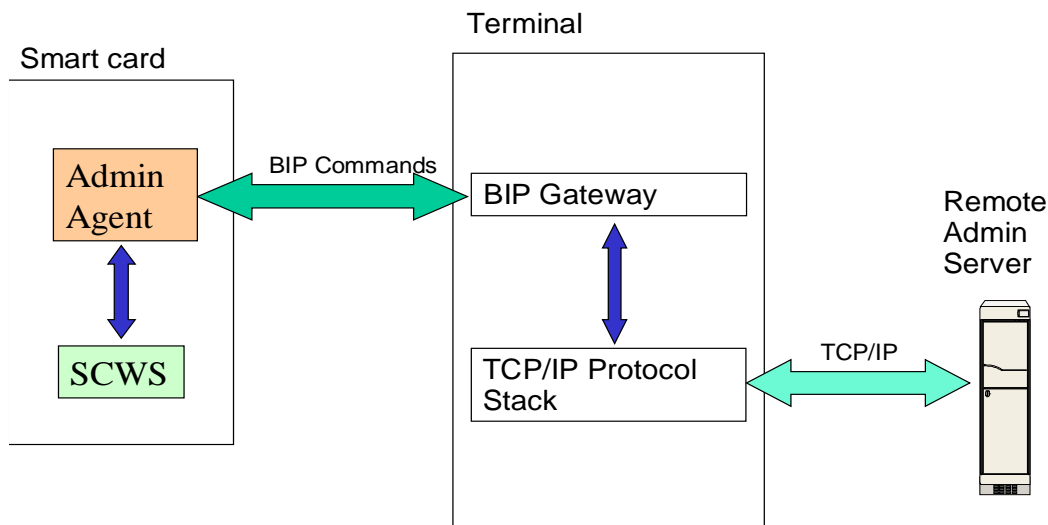 Terminal
Smart card
BIP Commands
Admin
Agent
BIP Gateway
Remote
Admin
Server
SCWS
TCP/IP Protocol
Stack
TCP/IP